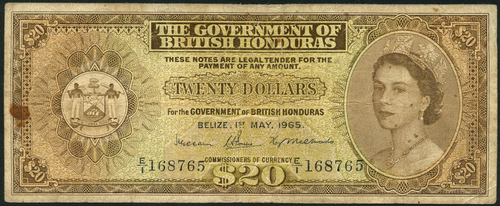 $20 $20
THE GOVERNMENT OF
BRITISH HONDURAS
THESE NOTES ARE LEGAL TENDER FOR THE
PAYMENT OF ANY AMOUNT.
TWENTY DOLLARS
For the GOVERNMENT OF BRITISH HONDURAS
BELIZE, 1ST MAY, 1965.
COMMISSIONERS OF CURRENCY
E/1 168765 E/1 168765
$20 $20